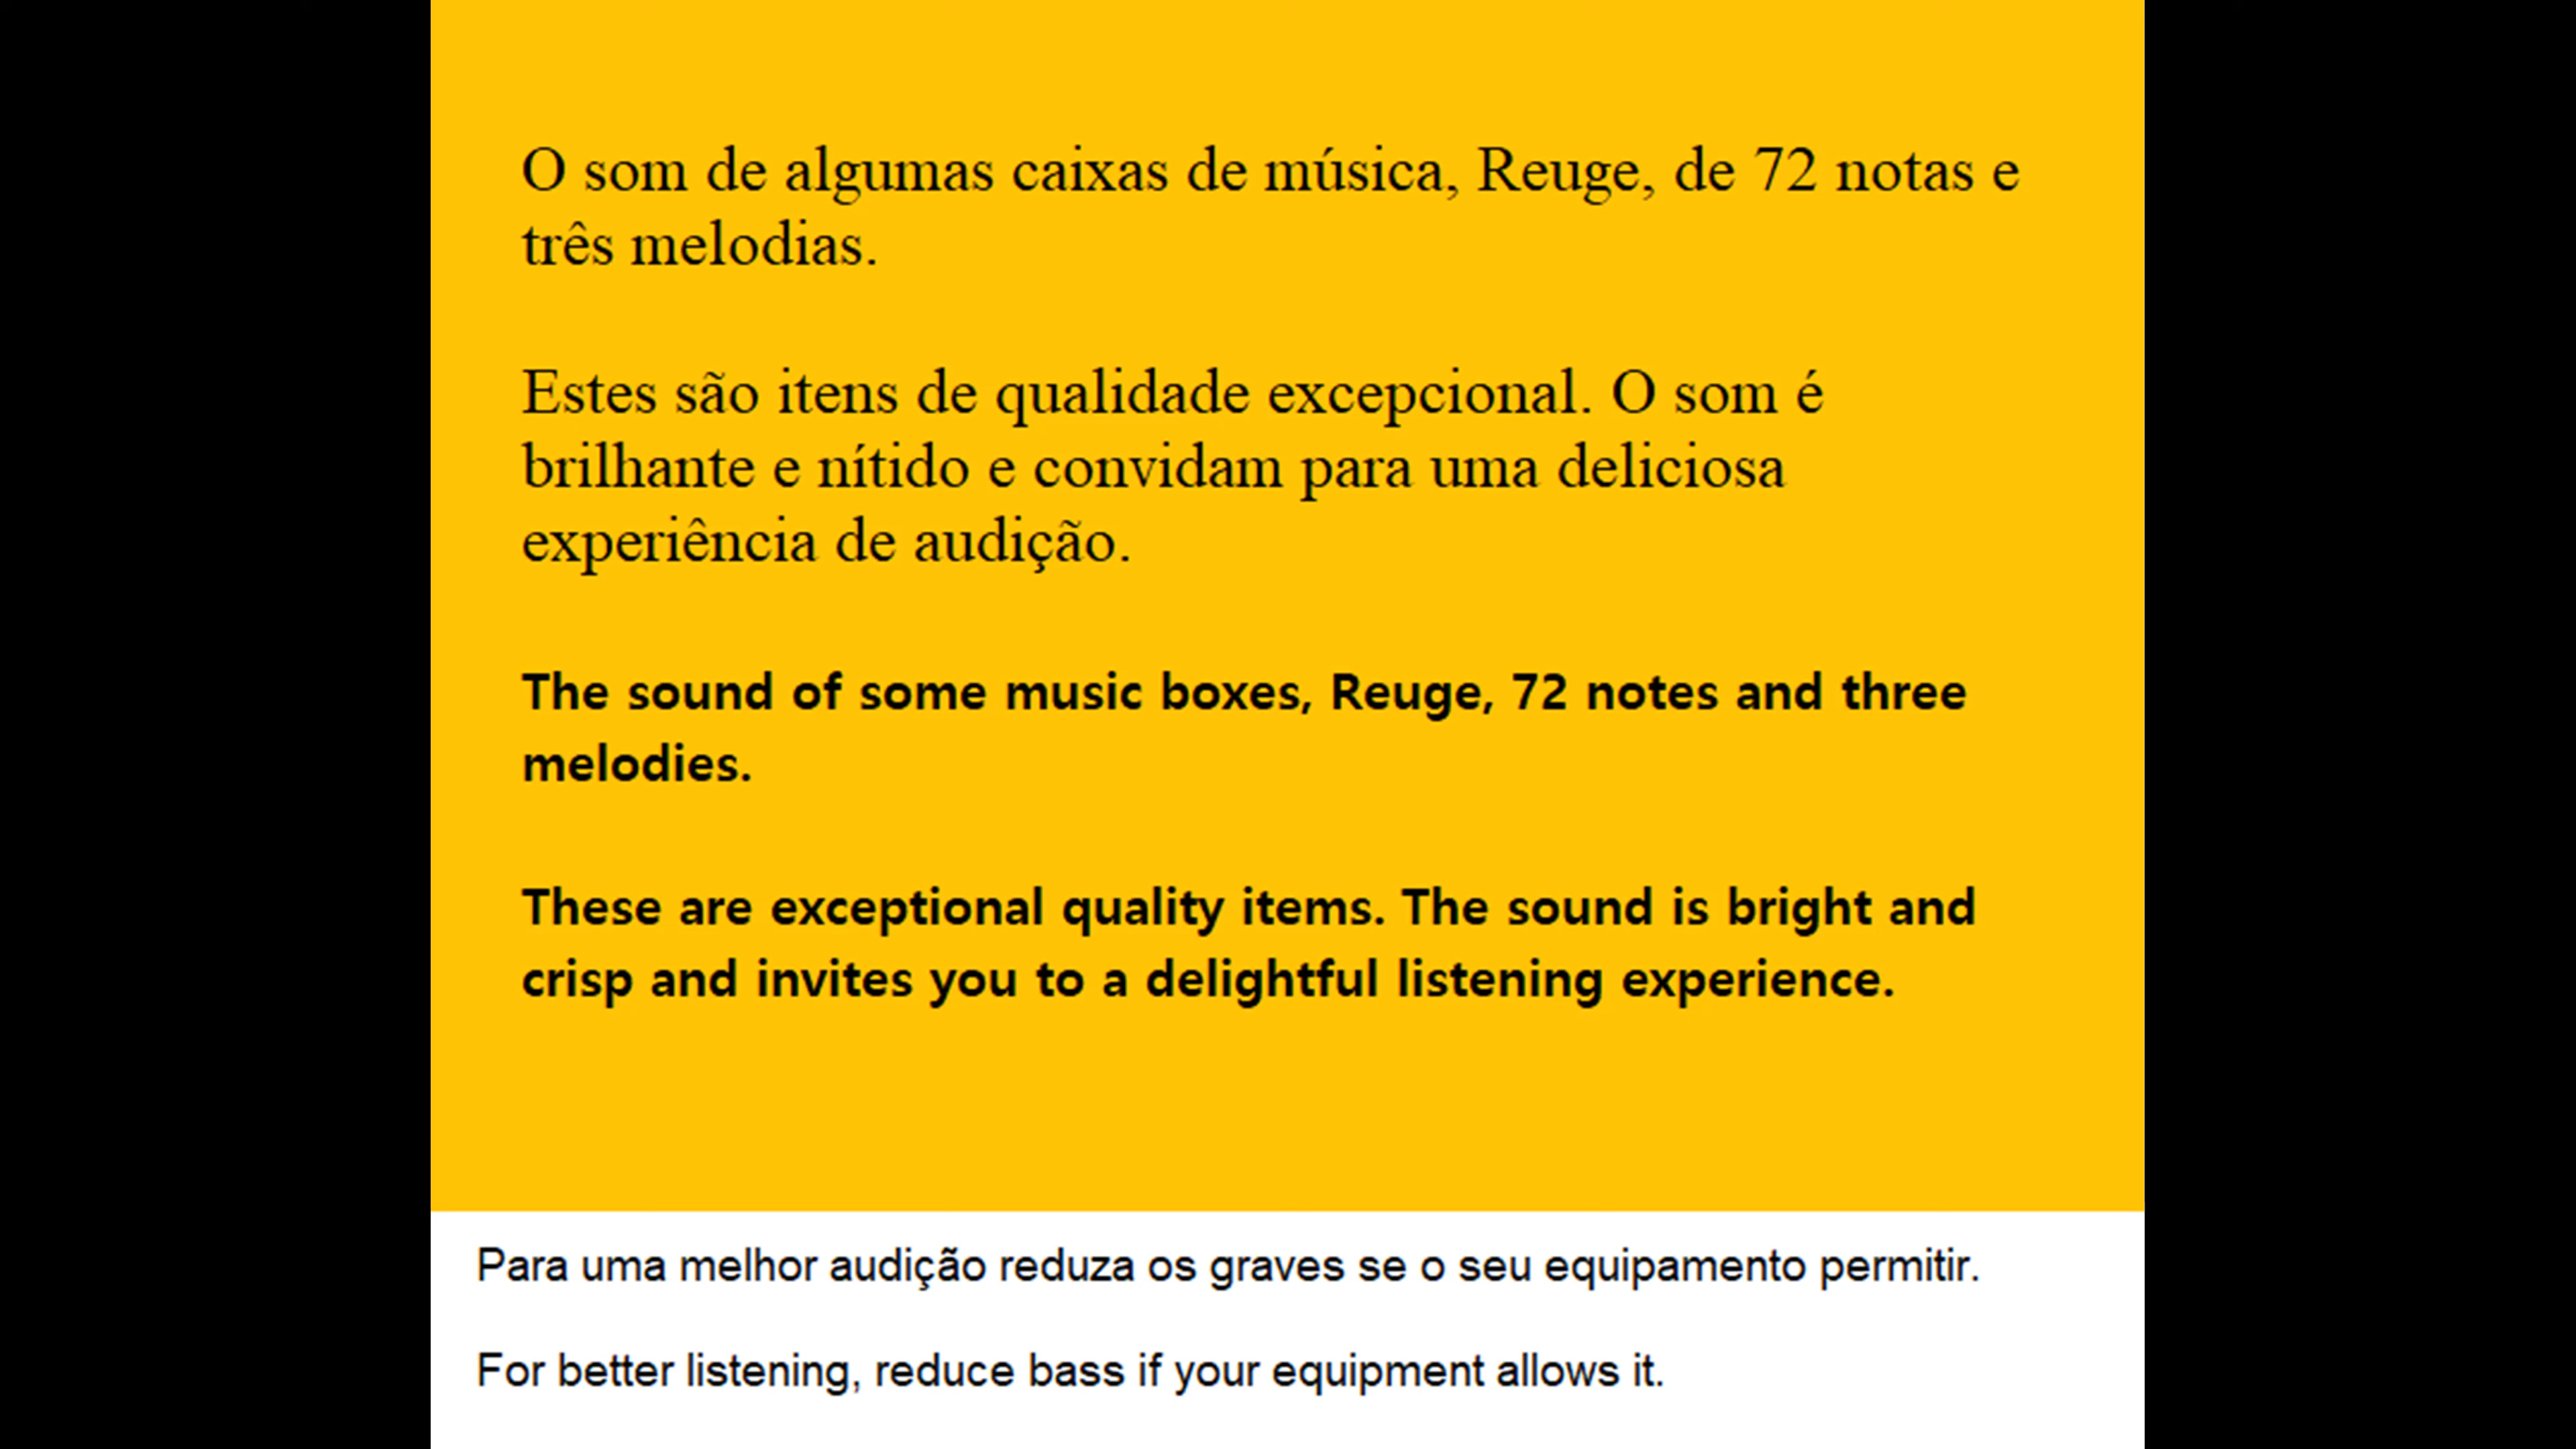 O som de algumas caixas de música, Reuge, de 72 notas e
três melodias.
Estes são itens de qualidade excepcional. O som é
brilhante e nítido e convidam para uma deliciosa
experiência de audição.
The sound of some music boxes, Reuge, 72 notes and three
melodies.
These are exceptional quality items. The sound is bright and
crisp and invites you to a delightful listening experience.
Para uma melhor audição reduza os graves se o seu equipamento permitir.
For better listening, reduce bass if your equipment allows it.